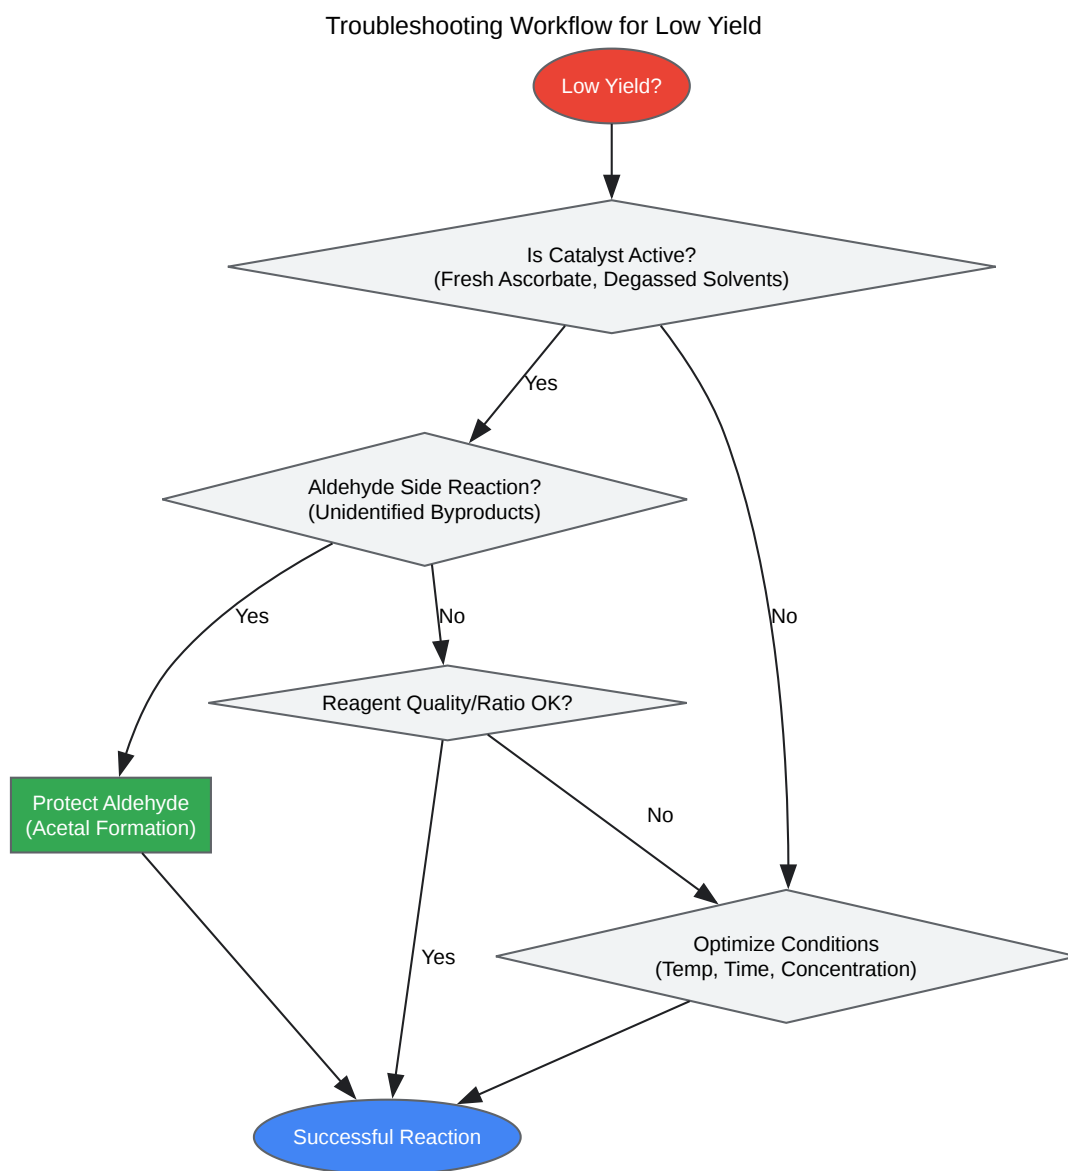 Troubleshooting Workflow for Low Yield
Low Yield?
Is Catalyst Active?
(Fresh Ascorbate, Degassed Solvents)
Yes
Aldehyde Side Reaction?
(Unidentified Byproducts)
Yes
No
No
Reagent Quality/Ratio OK?
Protect Aldehyde
(Acetal Formation)
No
Optimize Conditions
(Temp, Time, Concentration)
Yes
Successful Reaction